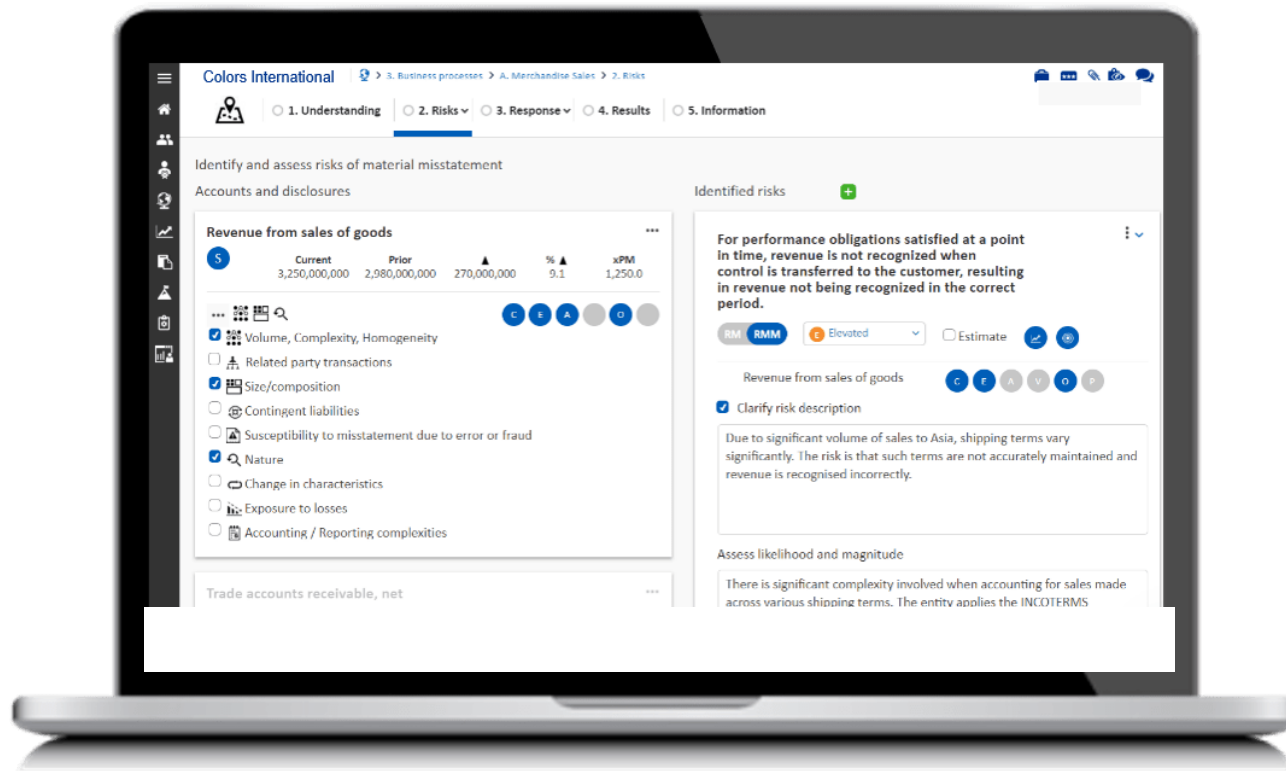 Colors International
3. Business processes > A. Merchandise Sales > 2. Risks
1. Understanding
2. Risks
3. Response
4. Results
5. Information
Identify and assess risks of material misstatement
Accounts and disclosures
Revenue from sales of goods
S
Current Prior ▲ % ▲ xPM
3,250,000,000 2,980,000,000 270,000,000 9.1 1,250.0
C E A O
Volume, Complexity, Homogeneity
Related party transactions
Size/composition
Contingent liabilities
Susceptibility to misstatement due to error or fraud
Nature
Change in characteristics
Exposure to losses
Accounting / Reporting complexities
Trade accounts receivable, net
Identified risks
For performance obligations satisfied at a point
in time, revenue is not recognized when
control is transferred to the customer, resulting
in revenue not being recognized in the correct
period.
RM RMM E Elevated Estimate
Revenue from sales of goods C E A V O P
Clarify risk description
Due to significant volume of sales to Asia, shipping terms vary
significantly. The risk is that such terms are not accurately maintained and
revenue is recognised incorrectly.
Assess likelihood and magnitude
There is significant complexity involved when accounting for sales made
across various shipping terms. The entity applies the INCOTERMS